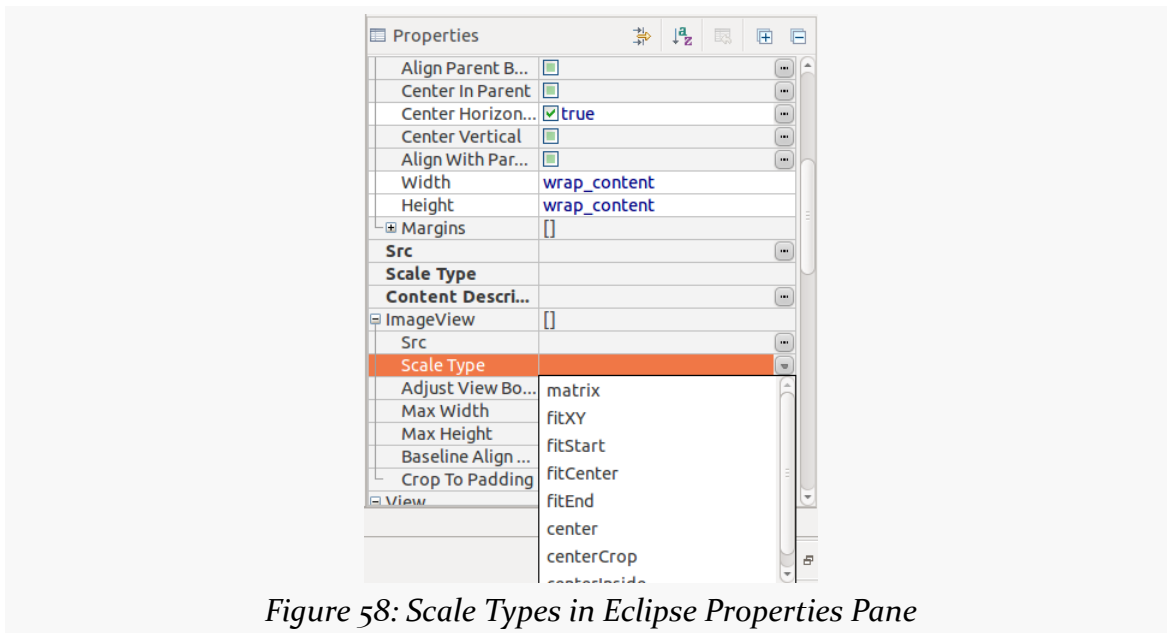 Properties
Align Parent B...
Center In Parent
Center Horizon... true
Center Vertical
Align With Par...
Width wrap_content
Height wrap_content
Margins []
Src
Scale Type
Content Descri...
ImageView []
Src
Scale Type
Adjust View Bo... matrix
Max Width fitXY
Max Height fitStart
Baseline Align ... fitCenter
Crop To Padding fitEnd
View center
centerCrop
centerInside
Figure 58: Scale Types in Eclipse Properties Pane